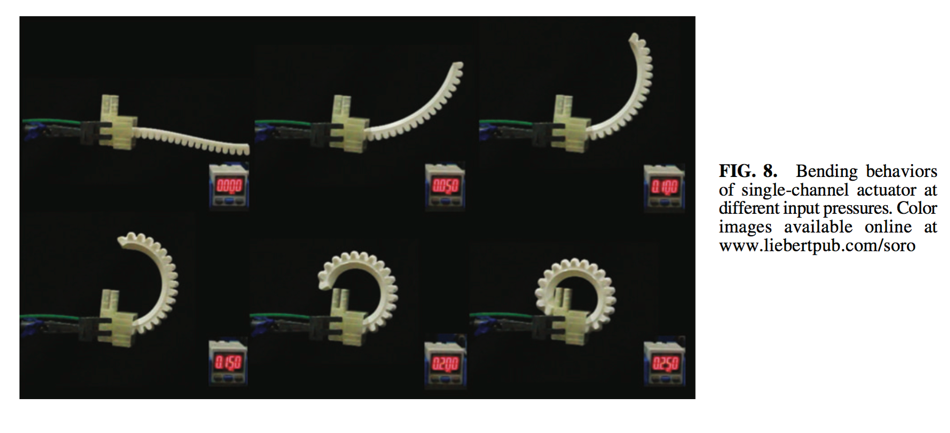 0.000
0.050
0.100
FIG. 8. Bending behaviors
of single-channel actuator at
different input pressures. Color
images available online at
www.liebertpub.com/soro
0.150
0.200
0.250